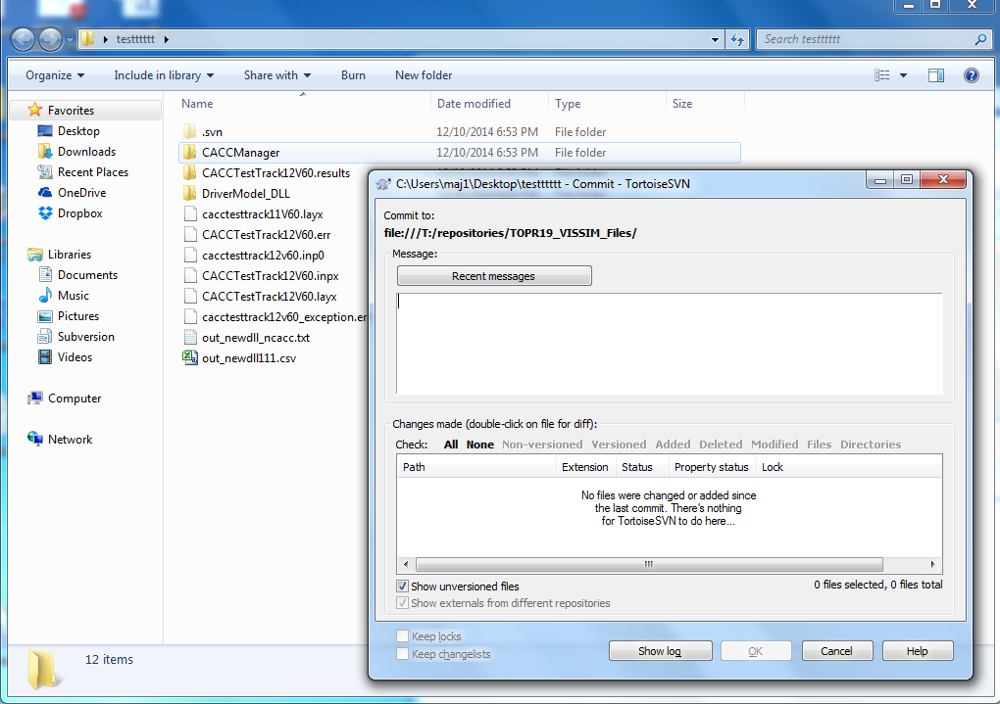 testttttt
Search testttttt
Organize
Include in library
Share with
Burn
New folder
Favorites
Desktop
Downloads
Recent Places
OneDrive
Dropbox
Libraries
Documents
Music
Pictures
Subversion
Videos
Computer
Network
Name Date modified Type Size
.svn 12/10/2014 6:53 PM File folder
CACCManager 12/10/2014 6:53 PM File folder
CACCTestTrack12V60.results
DriverModel_DLL
cacctesttrack11V60.layx
CACCTestTrack12V60.err
cacctesttrack12v60.inp0
CACCTestTrack12V60.inpx
CACCTestTrack12V60.layx
cacctesttrack12v60_exception.er
out_newdll_ncacc.txt
out_newdll111.csv
12 items
C:\Users\maj1\Desktop\testttttt - Commit - TortoiseSVN
Commit to:
file:///T:/repositories/TOPR19_VISSIM_Files/
Message:
Recent messages
Changes made (double-click on file for diff):
Check: All None Non-versioned Versioned Added Deleted Modified Files Directories
Path Extension Status Property status Lock
No files were changed or added since
the last commit. There's nothing
for TortoiseSVN to do here...
Show unversioned files
0 files selected, 0 files total
Show externals from different repositories
Keep locks
Keep changelists
Show log
OK
Cancel
Help